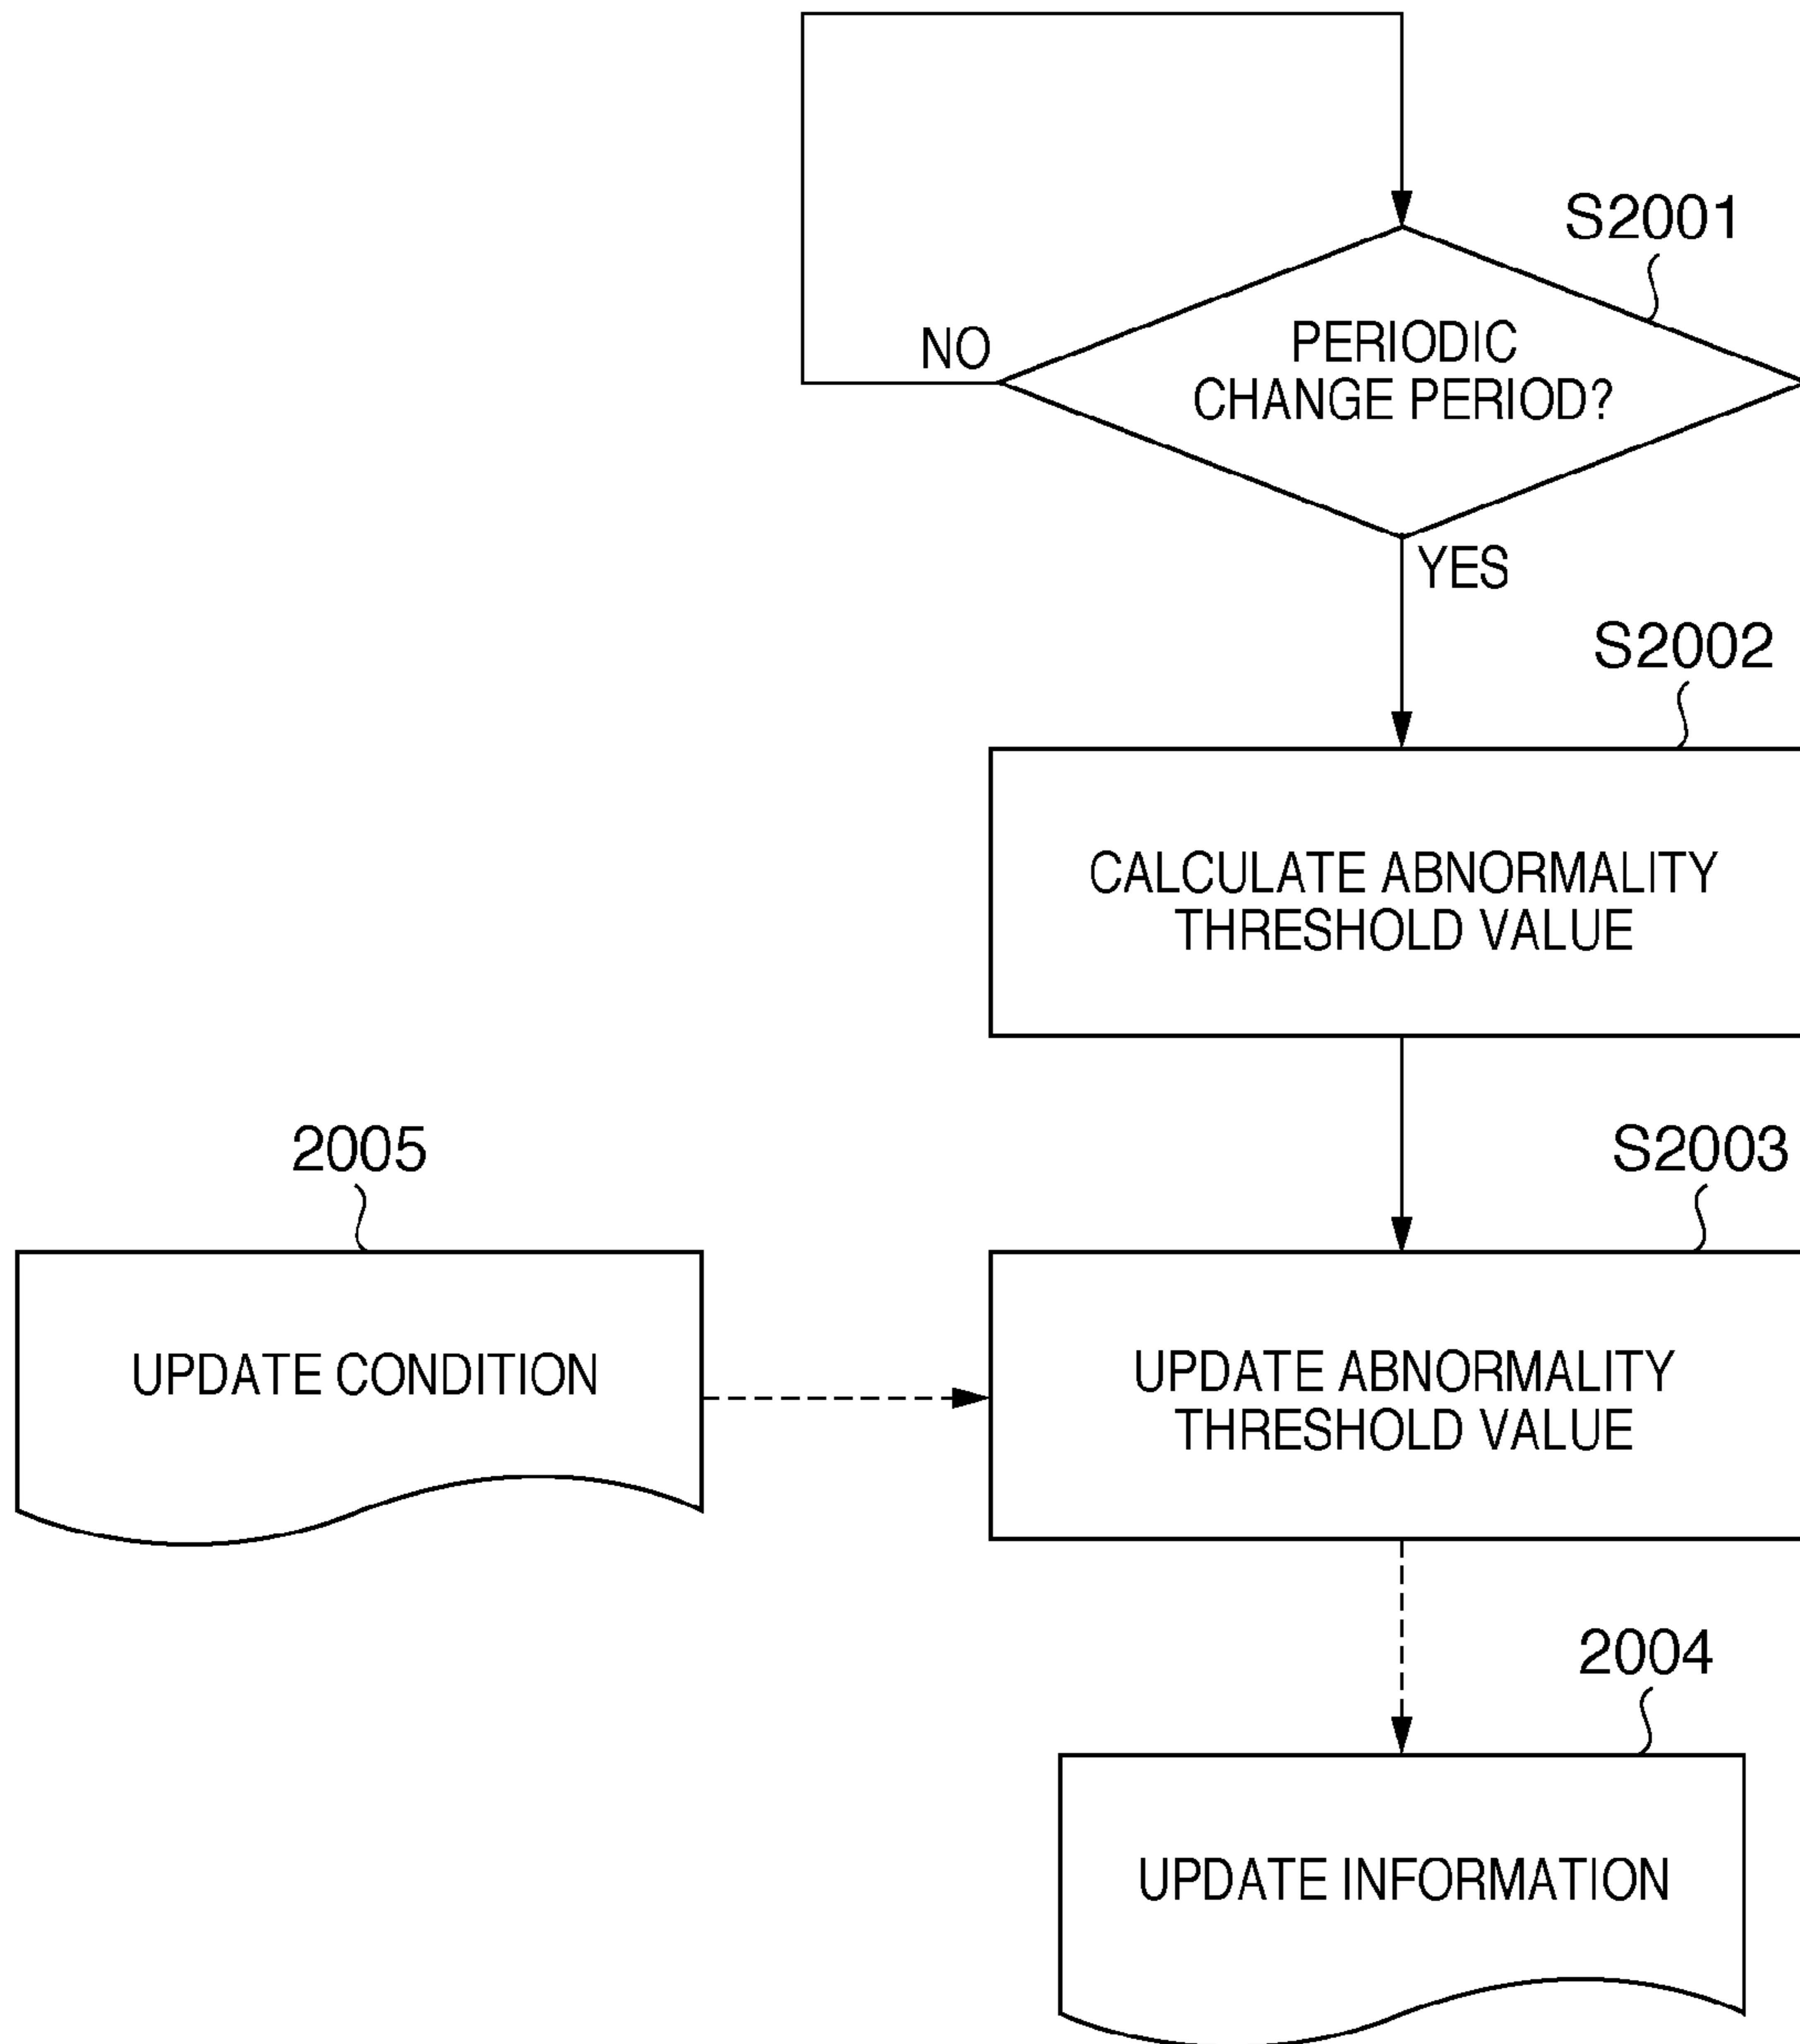 S2001
NO
PERIODIC
CHANGE PERIOD?
YES
S2002
CALCULATE ABNORMALITY
THRESHOLD VALUE
2005
S2003
UPDATE CONDITION
UPDATE ABNORMALITY
THRESHOLD VALUE
2004
UPDATE INFORMATION